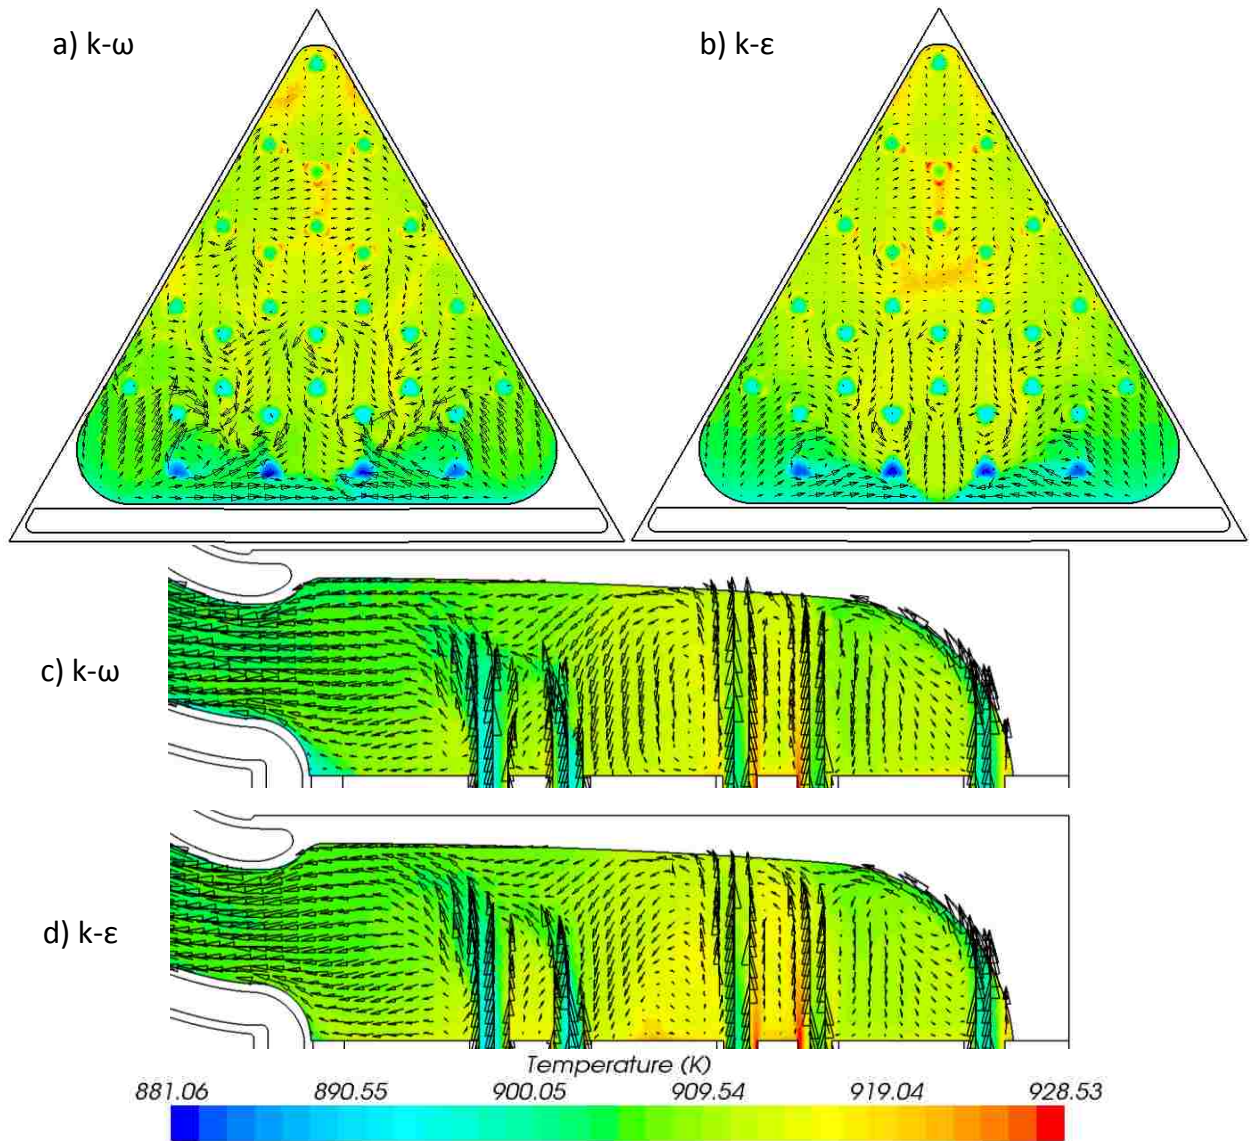 a) k-ω
b) k-ε
c) k-ω
d) k-ε
Temperature (K)
881.06 890.55 900.05 909.54 919.04 928.53